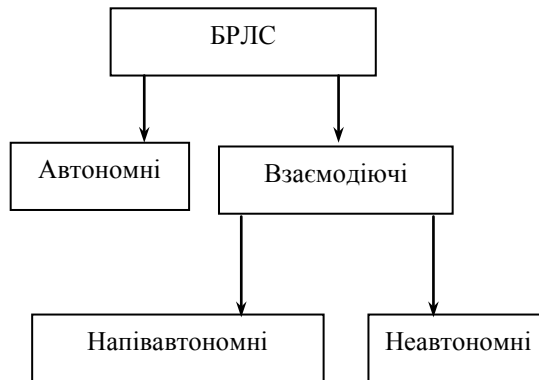 БРЛС
Автономні
Взаємодіючі
Напівавтономні
Неавтономні